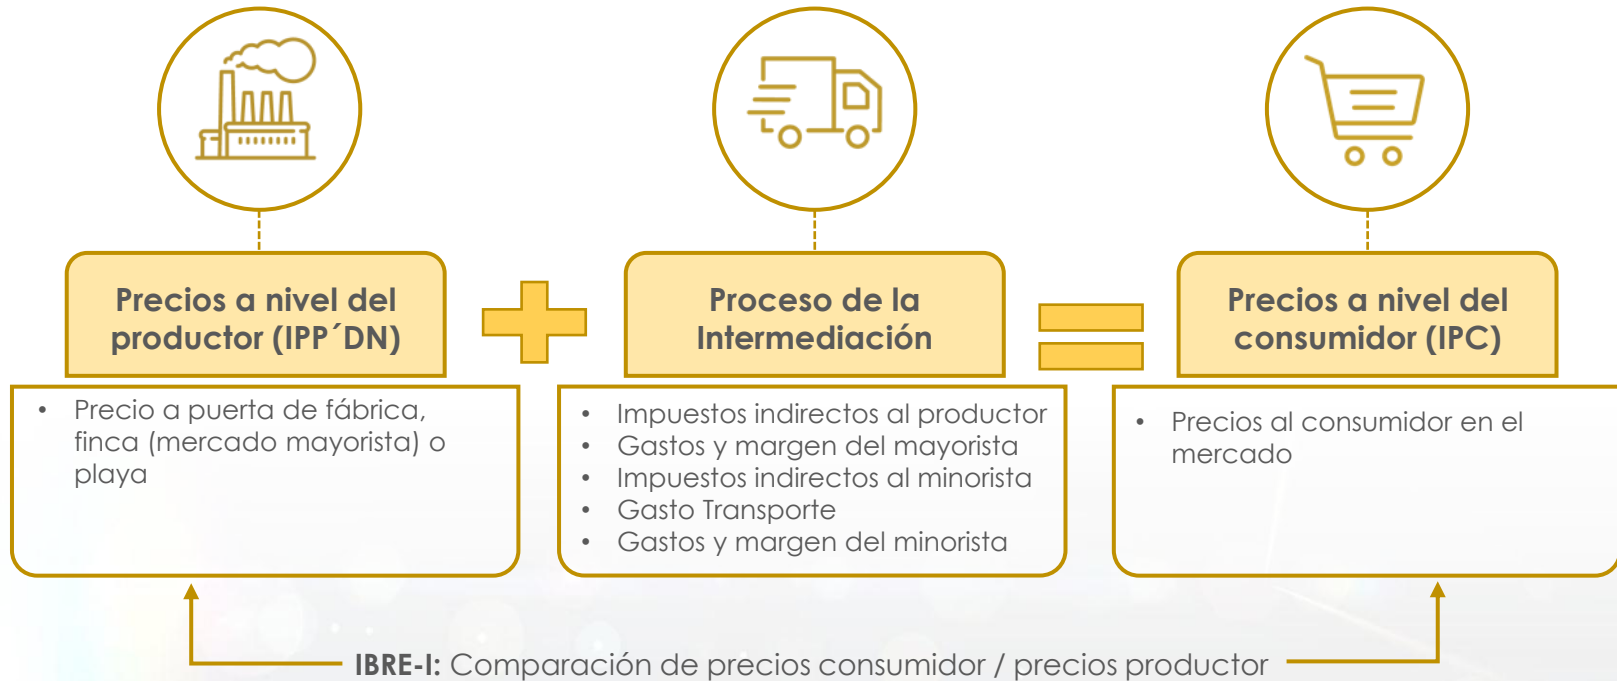 Precios a nivel del
productor (IPP´DN)
• Precio a puerta de fábrica,
finca (mercado mayorista) o
playa
Proceso de la
Intermediación
• Impuestos indirectos al productor
• Gastos y margen del mayorista
• Impuestos indirectos al minorista
• Gasto Transporte
• Gastos y margen del minorista
Precios a nivel del
consumidor (IPC)
• Precios al consumidor en el
mercado
IBRE-I: Comparación de precios consumidor / precios productor